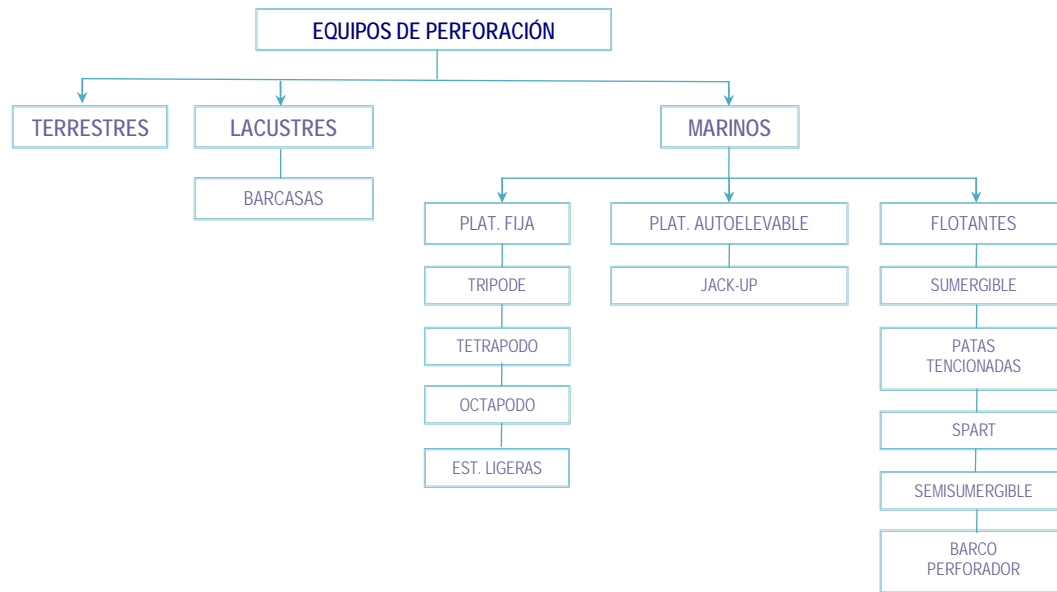 EQUIPOS DE PERFORACIÓN
TERRESTRES
LACUSTRES
MARINOS
BARCASAS
PLAT. FIJA
PLAT. AUTOELEVABLE
FLOTANTES
TRIPODE
JACK-UP
SUMERGIBLE
TETRAPODO
PATAS
TENCIONADAS
OCTAPODO
SPART
EST. LIGERAS
SEMISUMERGIBLE
BARCO
PERFORADOR